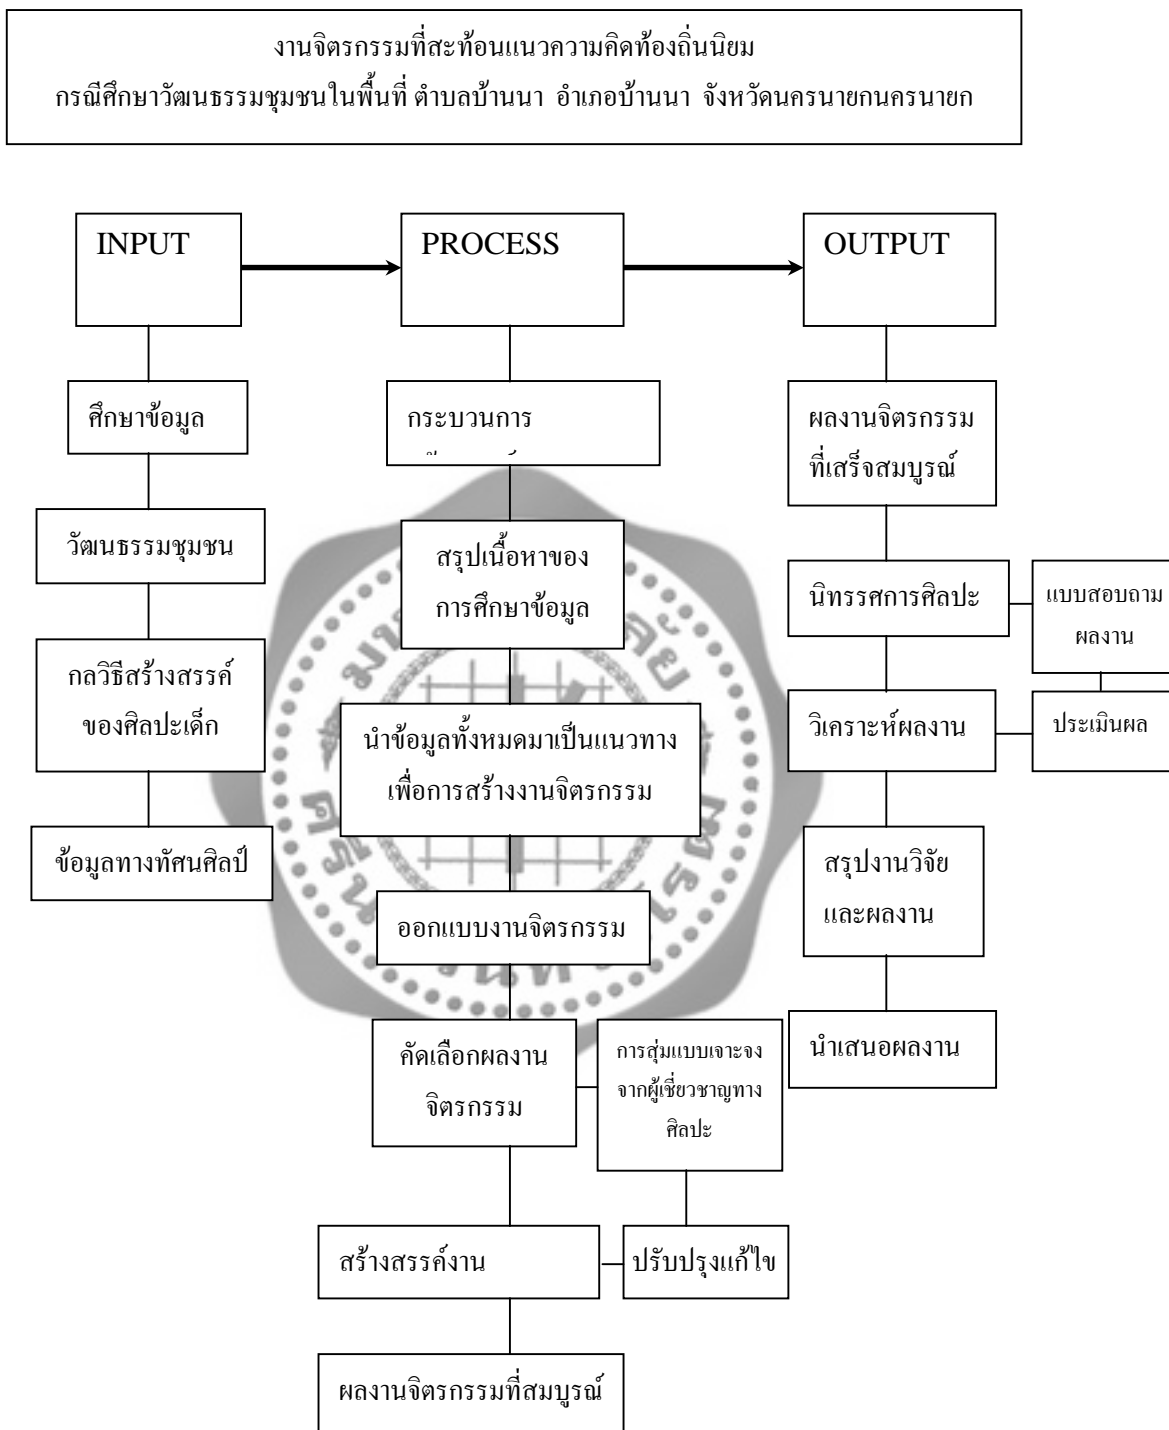 งานจิตรกรรมที่สะท้อนแนวความคิดท้องถิ่นนิยม
กรณีศึกษาวัฒนธรรมชุมชนในพื้นที่ ตำบลบ้านนา อำเภอบ้านนา จังหวัดนครนายกนครนายก
INPUT
PROCESS
OUTPUT
ศึกษาข้อมูล
วัฒนธรรมชุมชน
กลวิธีสร้างสรรค์
ของศิลปะเด็ก
ข้อมูลทางทัศนศิลป์
กระบวนการ
สรุปเนื้อหาของ
การศึกษาข้อมูล
นำข้อมูลทั้งหมดมาเป็นแนวทาง
เพื่อการสร้างงานจิตรกรรม
ออกแบบงานจิตรกรรม
คัดเลือกผลงาน
จิตรกรรม
การสุ่มแบบเจาะจง
จากผู้เชี่ยวชาญทาง
ศิลปะ
สร้างสรรค์งาน
ปรับปรุงแก้ไข
ผลงานจิตรกรรมที่สมบูรณ์
ผลงานจิตรกรรม
ที่เสร็จสมบูรณ์
นิทรรศการศิลปะ
แบบสอบถาม
ผลงาน
วิเคราะห์ผลงาน
ประเมินผล
สรุปงานวิจัย
และผลงาน
นำเสนอผลงาน